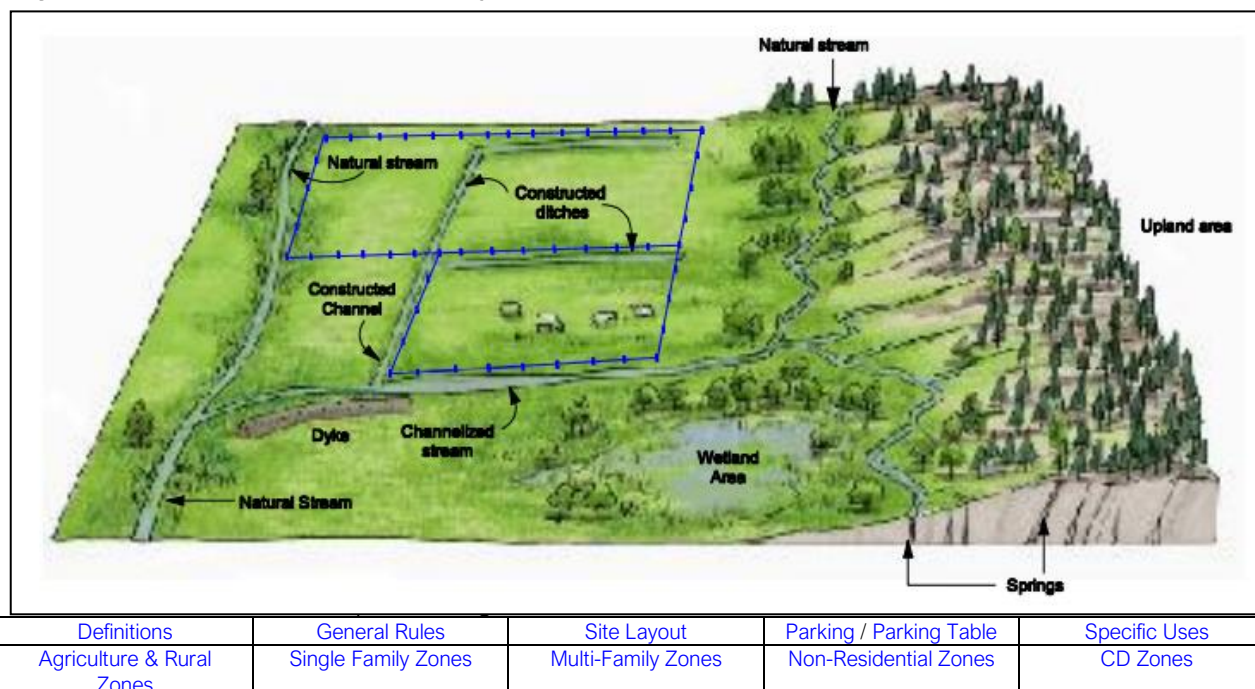 Natural stream
Natural stream
Constructed
ditches
Upland area
Constructed
Channel
Dyke
Channelized
stream
Wetland
Area
Natural Stream
Springs
Definitions
General Rules
Site Layout
Parking / Parking Table
Specific Uses
Agriculture & Rural
Zones
Single Family Zones
Multi-Family Zones
Non-Residential Zones
CD Zones